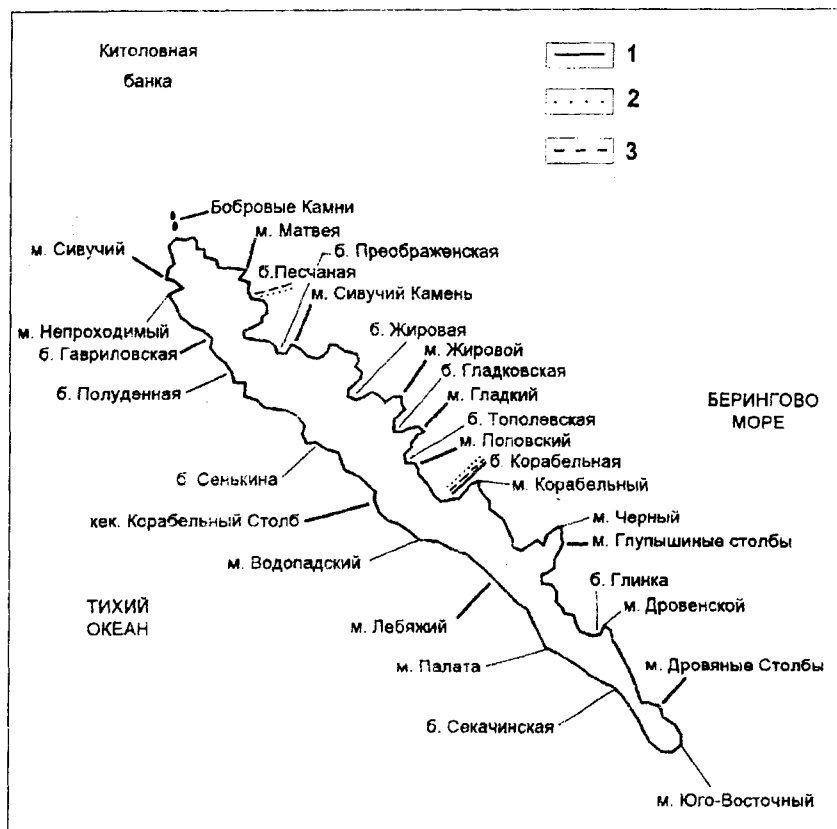 Китоловная
банка
1
2
3
Бобровые Камни
м. Матвея
б. Преображенская
м. Сивучий
б.Песчаная
м. Сивучий Камень
м. Непроходимый
б. Жировая
б. Гавриловская
м. Жировой
б. Гладковская
б. Полуденная
м. Гладкий
БЕРИНГОВО
МОРЕ
б. Тополевская
м. Поповский
б. Корабельная
б. Сенькина
м. Корабельный
кек. Корабельный Столб
м. Черный
м. Глупышиные столбы
м. Водопадский
б. Глинка
ТИХИЙ
ОКЕАН
м. Дровенской
м. Лебяжий
м. Палата
м. Дровяные Столбы
б. Секачинская
м. Юго-Восточный